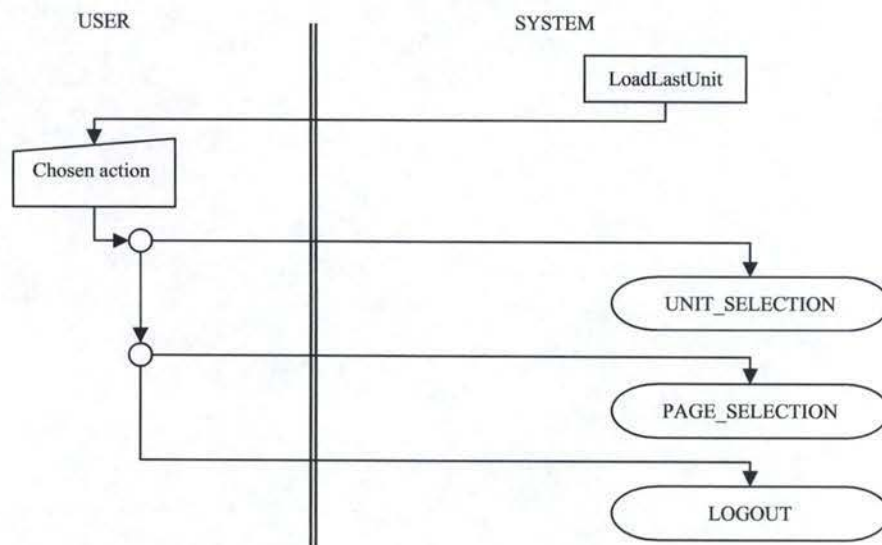 USER
SYSTEM
LoadLastUnit
Chosen action
UNIT_SELECTION
PAGE_SELECTION
LOGOUT